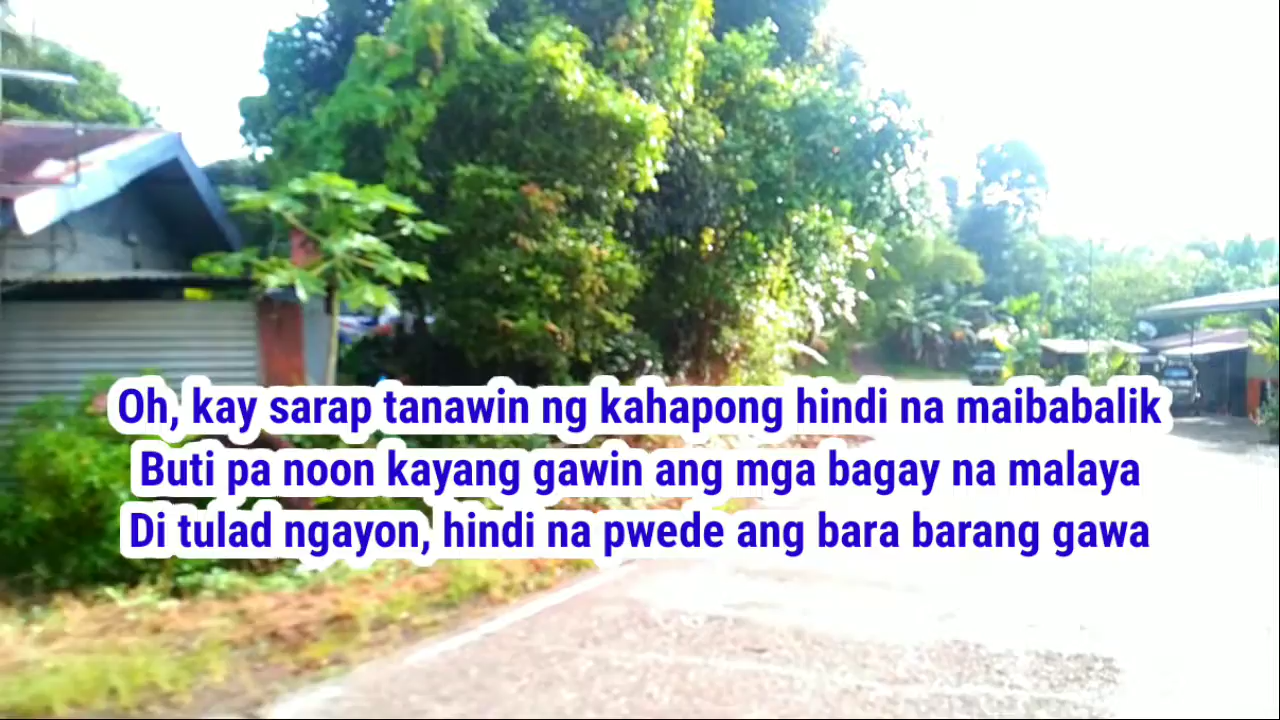 Oh, kay sarap tanawin ng kahapong hindi na maibabalik
Buti pa noon kayang gawin ang mga bagay na malaya
Di tulad ngayon, hindi na pwede ang bara barang gawa